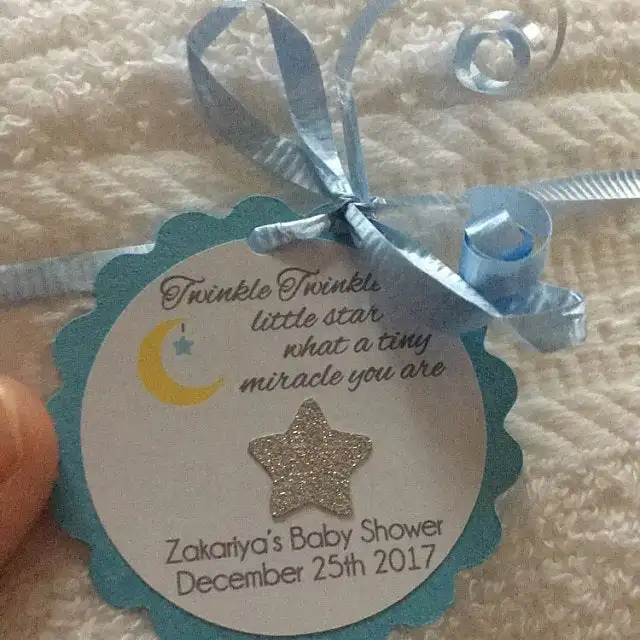 Twinkle Twinkle
little star
what a tiny
miracle you are
Zakariya's Baby Shower
December 25th 2017